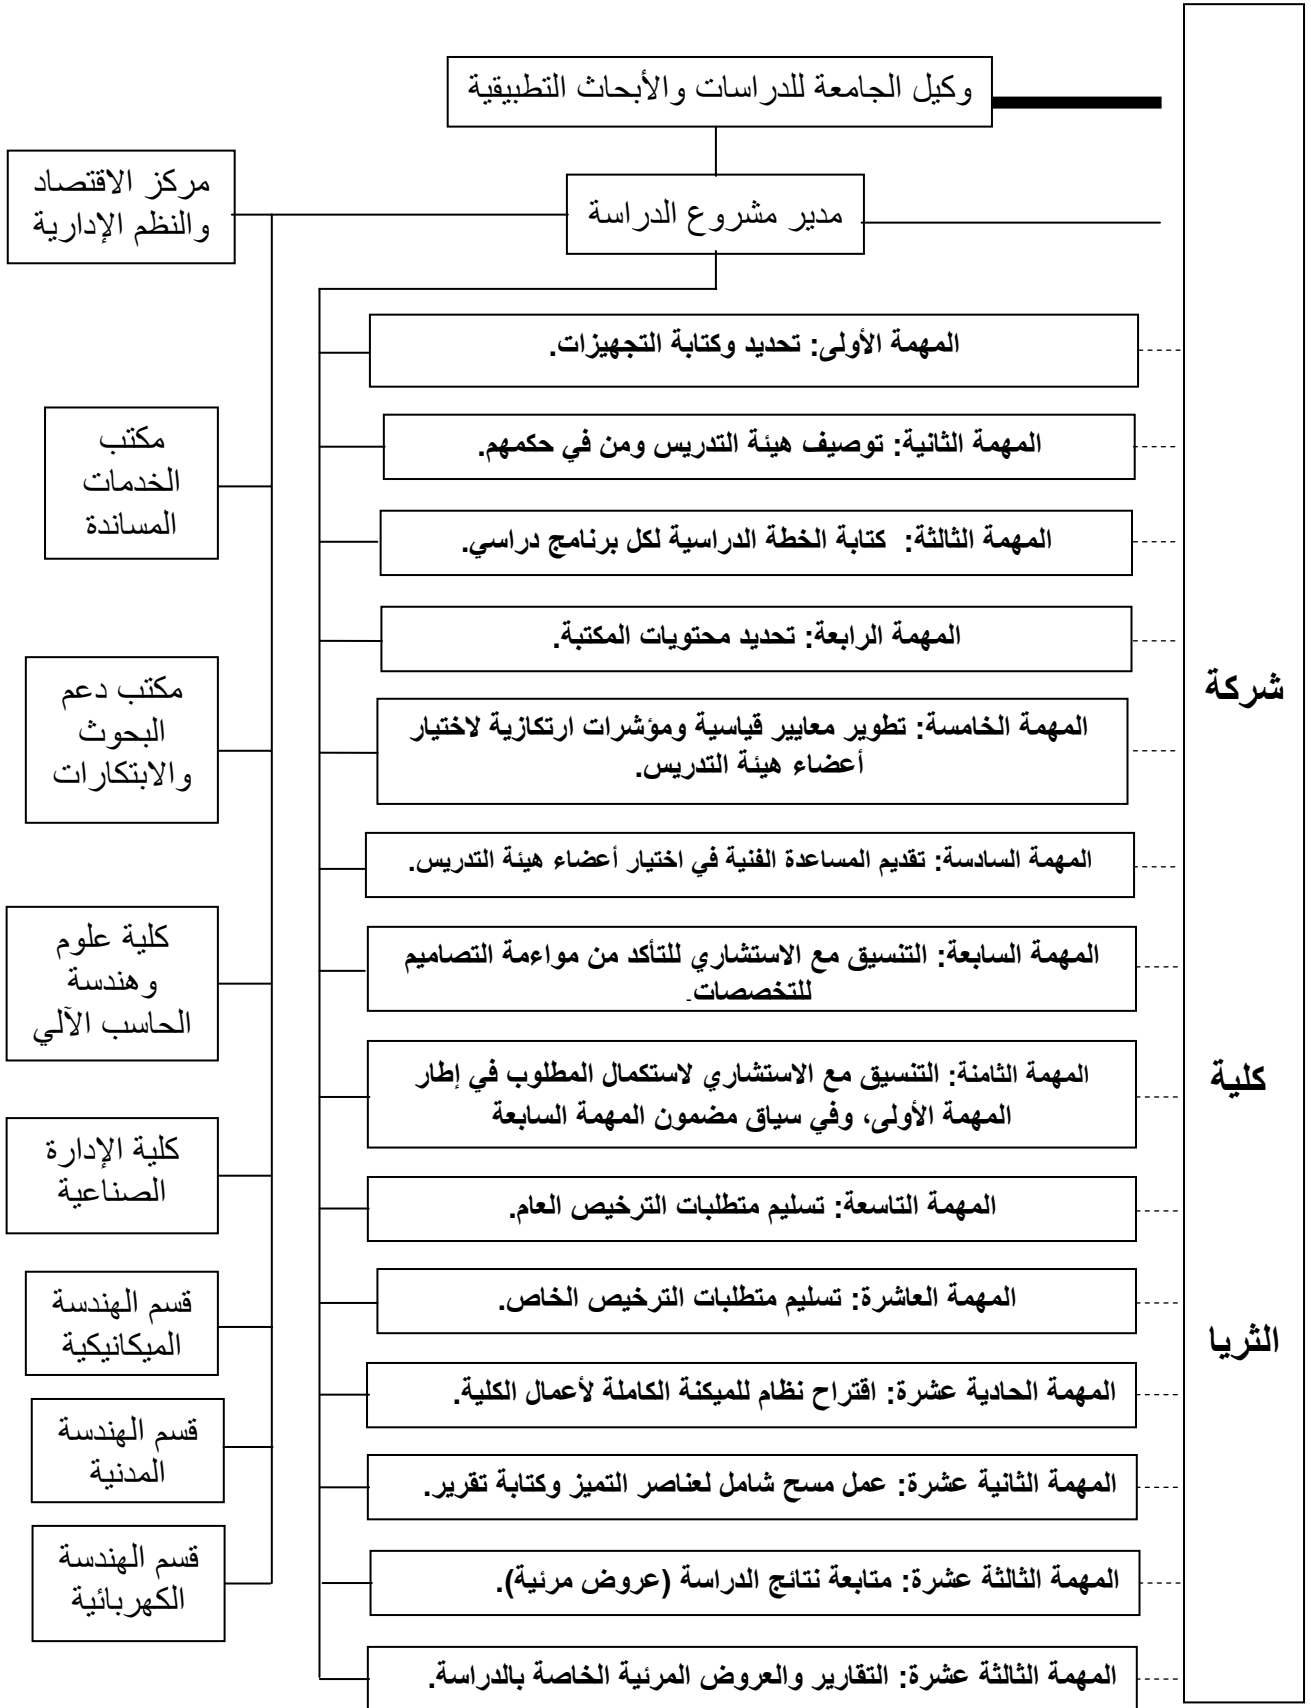 وكيل الجامعة للدراسات والأبحاث التطبيقية
مدير مشروع الدراسة
شركة
كلية
الثريا
المهمة الأولى: تحديد وكتابة التجهيزات.
المهمة الثانية: توصيف هيئة التدريس ومن في حكمهم.
المهمة الثالثة: كتابة الخطة الدراسية لكل برنامج دراسي.
المهمة الرابعة: تحديد محتويات المكتبة.
المهمة الخامسة: تطوير معايير قياسية ومؤشرات ارتكازية لاختيار
أعضاء هيئة التدريس.
المهمة السادسة: تقديم المساعدة الفنية في اختيار أعضاء هيئة التدريس.
المهمة السابعة: التنسيق مع الاستشاري للتأكد من مواءمة التصاميم
للتخصصات.
المهمة الثامنة: التنسيق مع الاستشاري لاستكمال المطلوب في إطار
المهمة الأولى، وفي سياق مضمون المهمة السابعة
المهمة التاسعة: تسليم متطلبات الترخيص العام.
المهمة العاشرة: تسليم متطلبات الترخيص الخاص.
المهمة الحادية عشرة: اقتراح نظام للميكنة الكاملة لأعمال الكلية.
المهمة الثانية عشرة: عمل مسح شامل لعناصر التميز وكتابة تقرير.
المهمة الثالثة عشرة: متابعة نتائج الدراسة (عروض مرئية).
المهمة الثالثة عشرة: التقارير والعروض المرئية الخاصة بالدراسة.
مركز الاقتصاد
والنظم الإدارية
مكتب
الخدمات
المساندة
مكتب دعم
البحوث
والابتكارات
كلية علوم
وهندسة
الحاسب الآلي
كلية الإدارة
الصناعية
قسم الهندسة
الميكانيكية
قسم الهندسة
المدنية
قسم الهندسة
الكهربائية